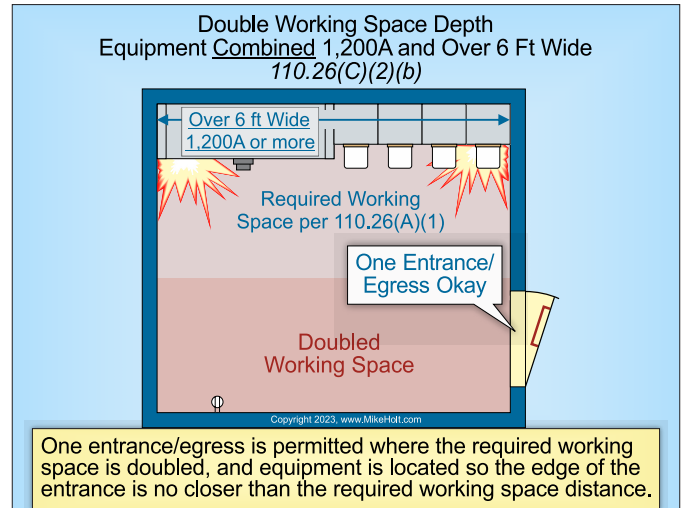 Double Working Space Depth
Equipment Combined 1,200A and Over 6 Ft Wide
110.26(C)(2)(b)
Over 6 ft Wide
1,200A or more
Required Working
Space per 110.26(A)(1)
One Entrance/
Egress Okay
Doubled
Working Space
Copyright 2023, www.MikeHolt.com
One entrance/egress is permitted where the required working
space is doubled, and equipment is located so the edge of the
entrance is no closer than the required working space distance.